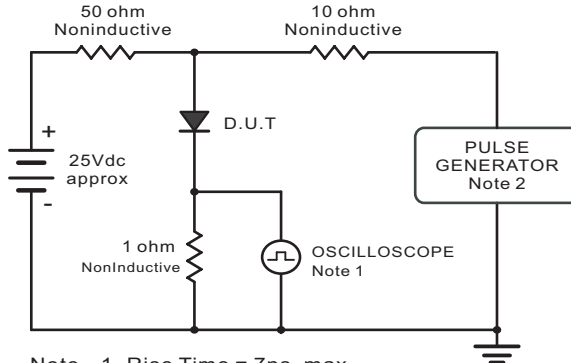 50 ohm
Noninductive
10 ohm
Noninductive
D.U.T
+
25Vdc
approx
-
PULSE
GENERATOR
Note 2
1 ohm
NonInductive
OSCILLOSCOPE
Note 1